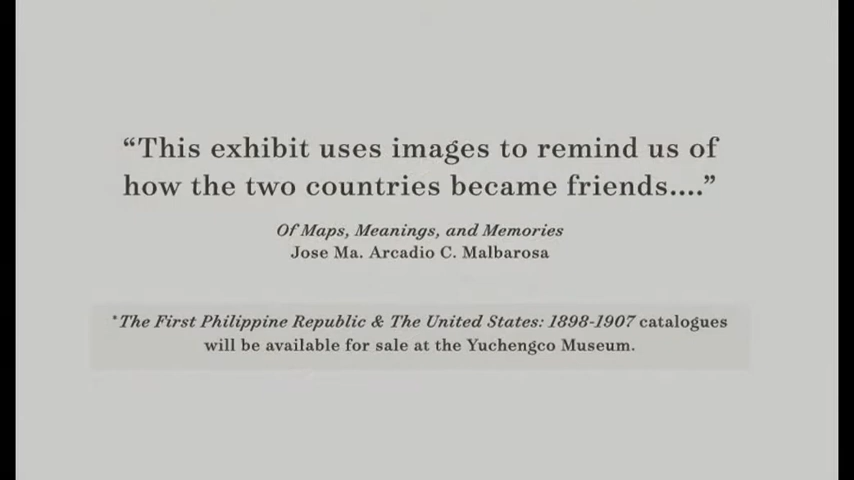 “This exhibit uses images to remind us of
how the two countries became friends....”
Of Maps, Meanings, and Memories
Jose Ma. Arcadio C. Malbarosa
*The First Philippine Republic & The United States: 1898-1907 catalogues
will be available for sale at the Yuchengco Museum.